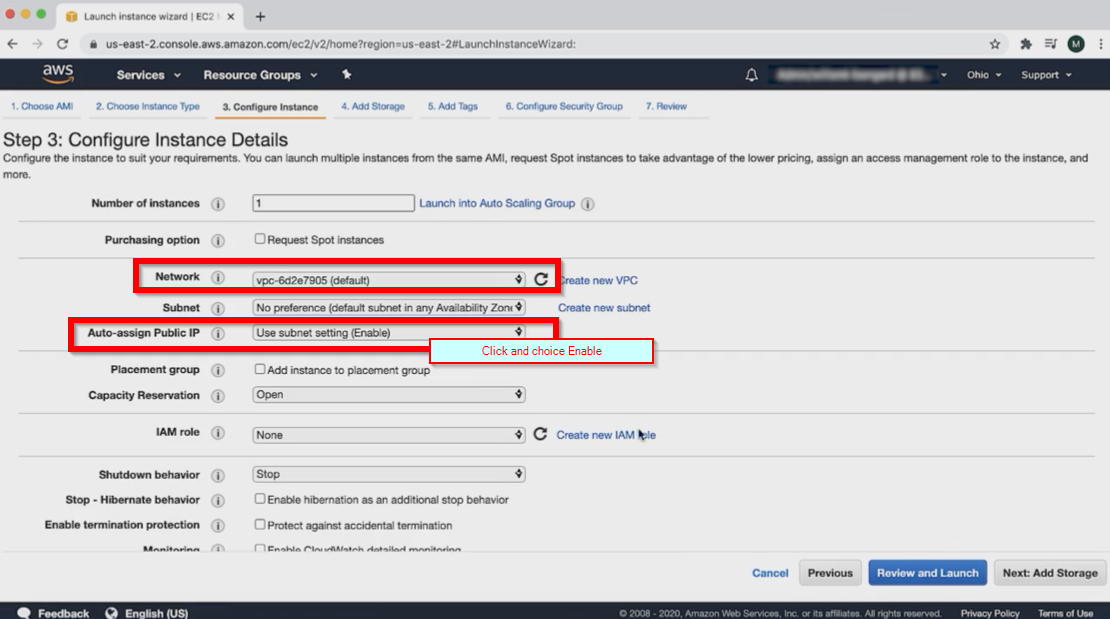 Launch instance wizard | EC2
us-east-2.console.aws.amazon.com/ec2/v2/home?region=us-east-2#LaunchInstanceWizard:
M
aws
Services
Resource Groups
Ohio
Support
1. Choose AMI
2. Choose Instance Type
3. Configure Instance
4. Add Storage
5. Add Tags
6. Configure Security Group
7. Review
Step 3: Configure Instance Details
Configure the instance to suit your requirements. You can launch multiple instances from the same AMI, request Spot instances to take advantage of the lower pricing, assign an access management role to the instance, and
more.
Number of instances
1
Launch into Auto Scaling Group
Purchasing option
Request Spot instances
Network
vpc-6d2e7905 (default)
Create new VPC
Subnet
No preference (default subnet in any Availability Zone
Create new subnet
Auto-assign Public IP
Use subnet setting (Enable)
Click and choice Enable
Placement group
Add instance to placement group
Capacity Reservation
Open
IAM role
None
Create new IAM role
Shutdown behavior
Stop
Stop - Hibernate behavior
Enable hibernation as an additional stop behavior
Enable termination protection
Protect against accidental termination
Monitoring
Enable CloudWatch detailed monitoring
Cancel
Previous
Review and Launch
Next: Add Storage
Feedback
English (US)
© 2008 - 2020, Amazon Web Services, Inc. or its affiliates. All rights reserved.
Privacy Policy
Terms of Use